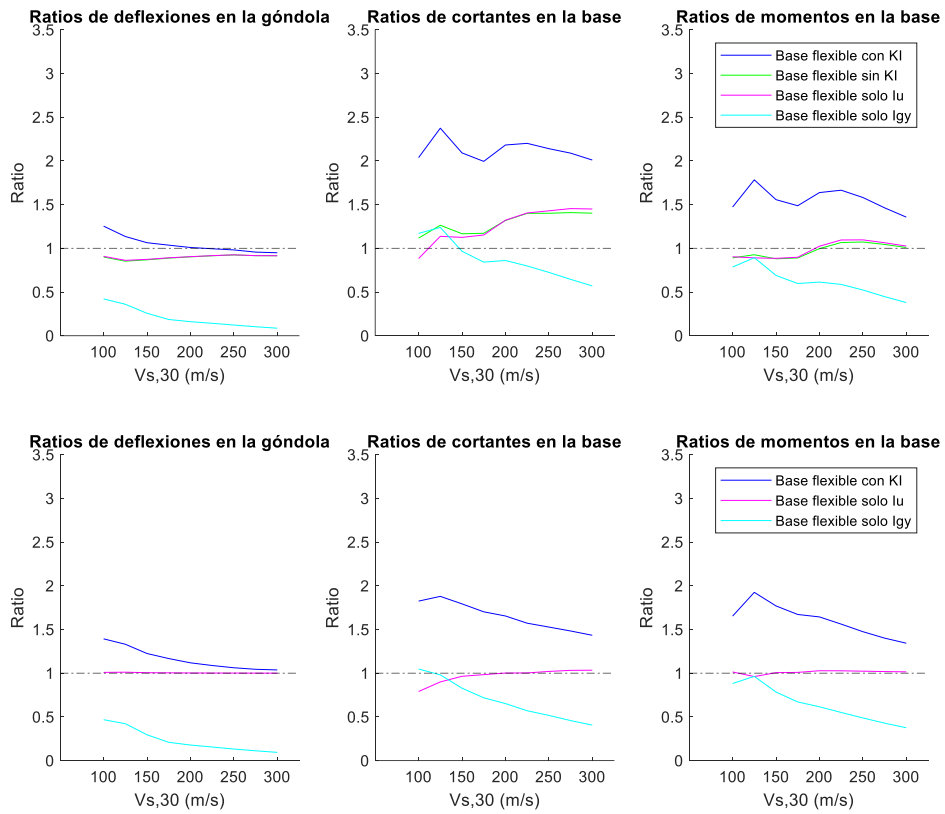 Ratios de deflexiones en la góndola
Ratios de cortantes en la base
Ratios de momentos en la base
3.5
3
2.5
2
1.5
1
0.5
0
Ratio
100 150 200 250 300
Vs,30 (m/s)
3.5
3
2.5
2
1.5
1
0.5
0
Ratio
100 150 200 250 300
Vs,30 (m/s)
3.5
3
2.5
2
1.5
1
0.5
0
Ratio
Base flexible con KI
Base flexible sin KI
Base flexible solo Iu
Base flexible solo Igy
100 150 200 250 300
Vs,30 (m/s)
Ratios de deflexiones en la góndola
Ratios de cortantes en la base
Ratios de momentos en la base
3.5
3
2.5
2
1.5
1
0.5
0
Ratio
100 150 200 250 300
Vs,30 (m/s)
3.5
3
2.5
2
1.5
1
0.5
0
Ratio
100 150 200 250 300
Vs,30 (m/s)
3.5
3
2.5
2
1.5
1
0.5
0
Ratio
Base flexible con KI
Base flexible solo Iu
Base flexible solo Igy
100 150 200 250 300
Vs,30 (m/s)